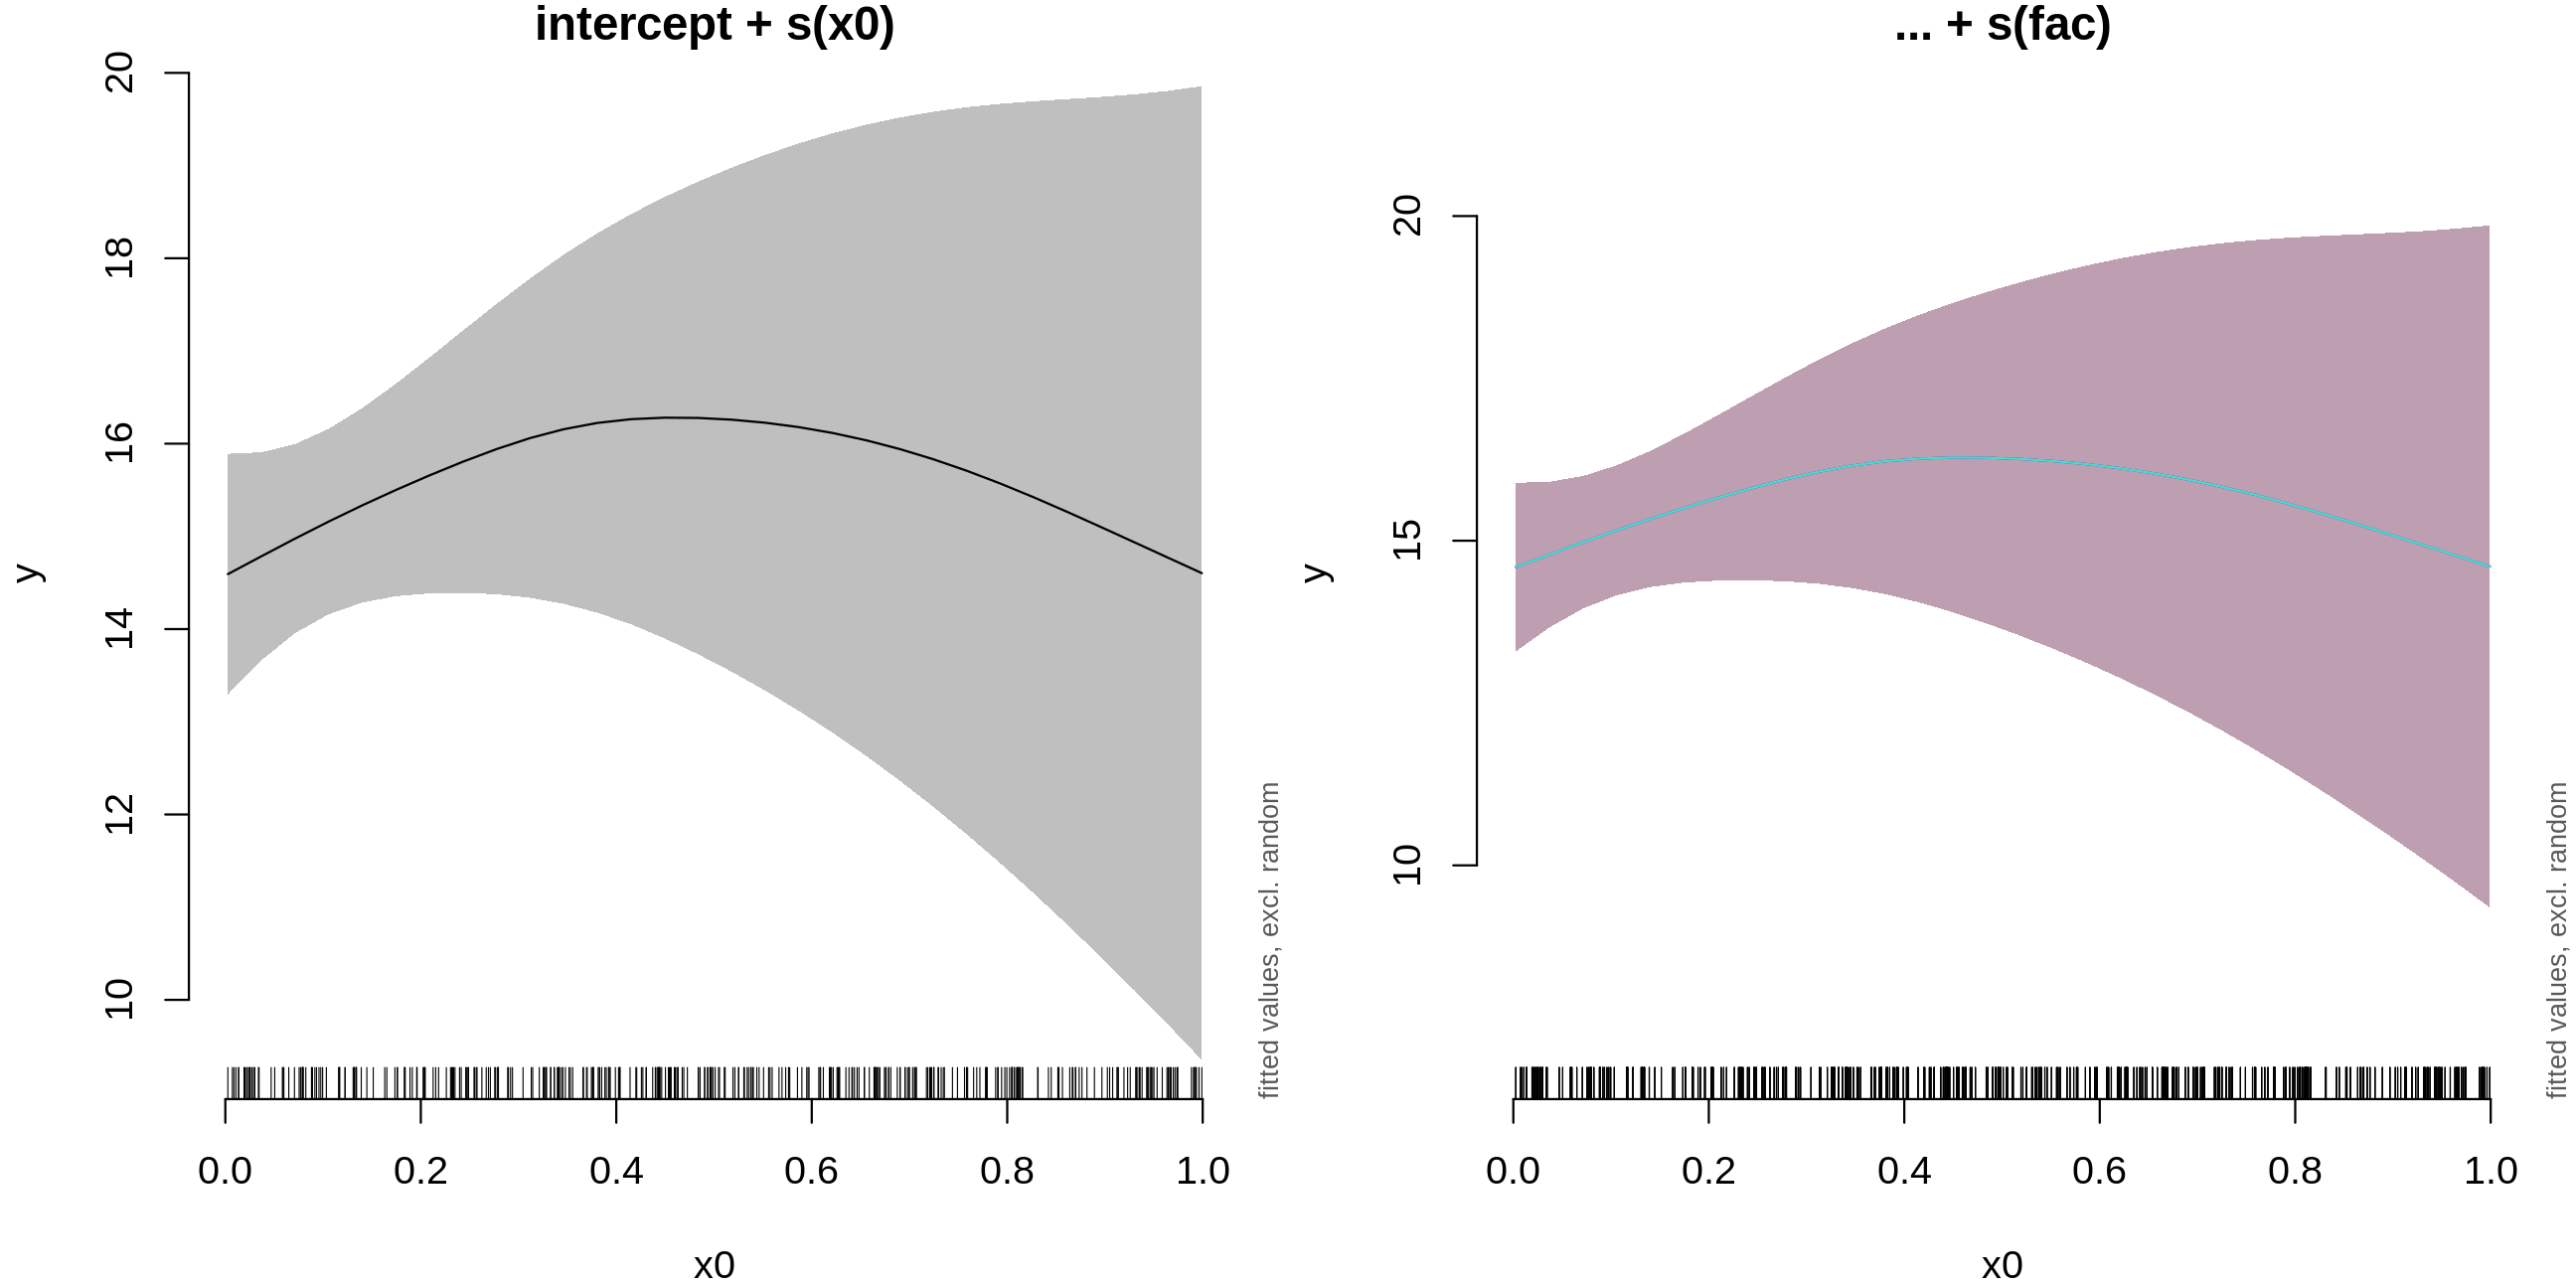 intercept + s(x0)
20
18
16
14
12
10
y
fitted values, excl. random
0.0 0.2 0.4 0.6 0.8 1.0
x0
... + s(fac)
20
15
10
y
fitted values, excl. random
0.0 0.2 0.4 0.6 0.8 1.0
x0